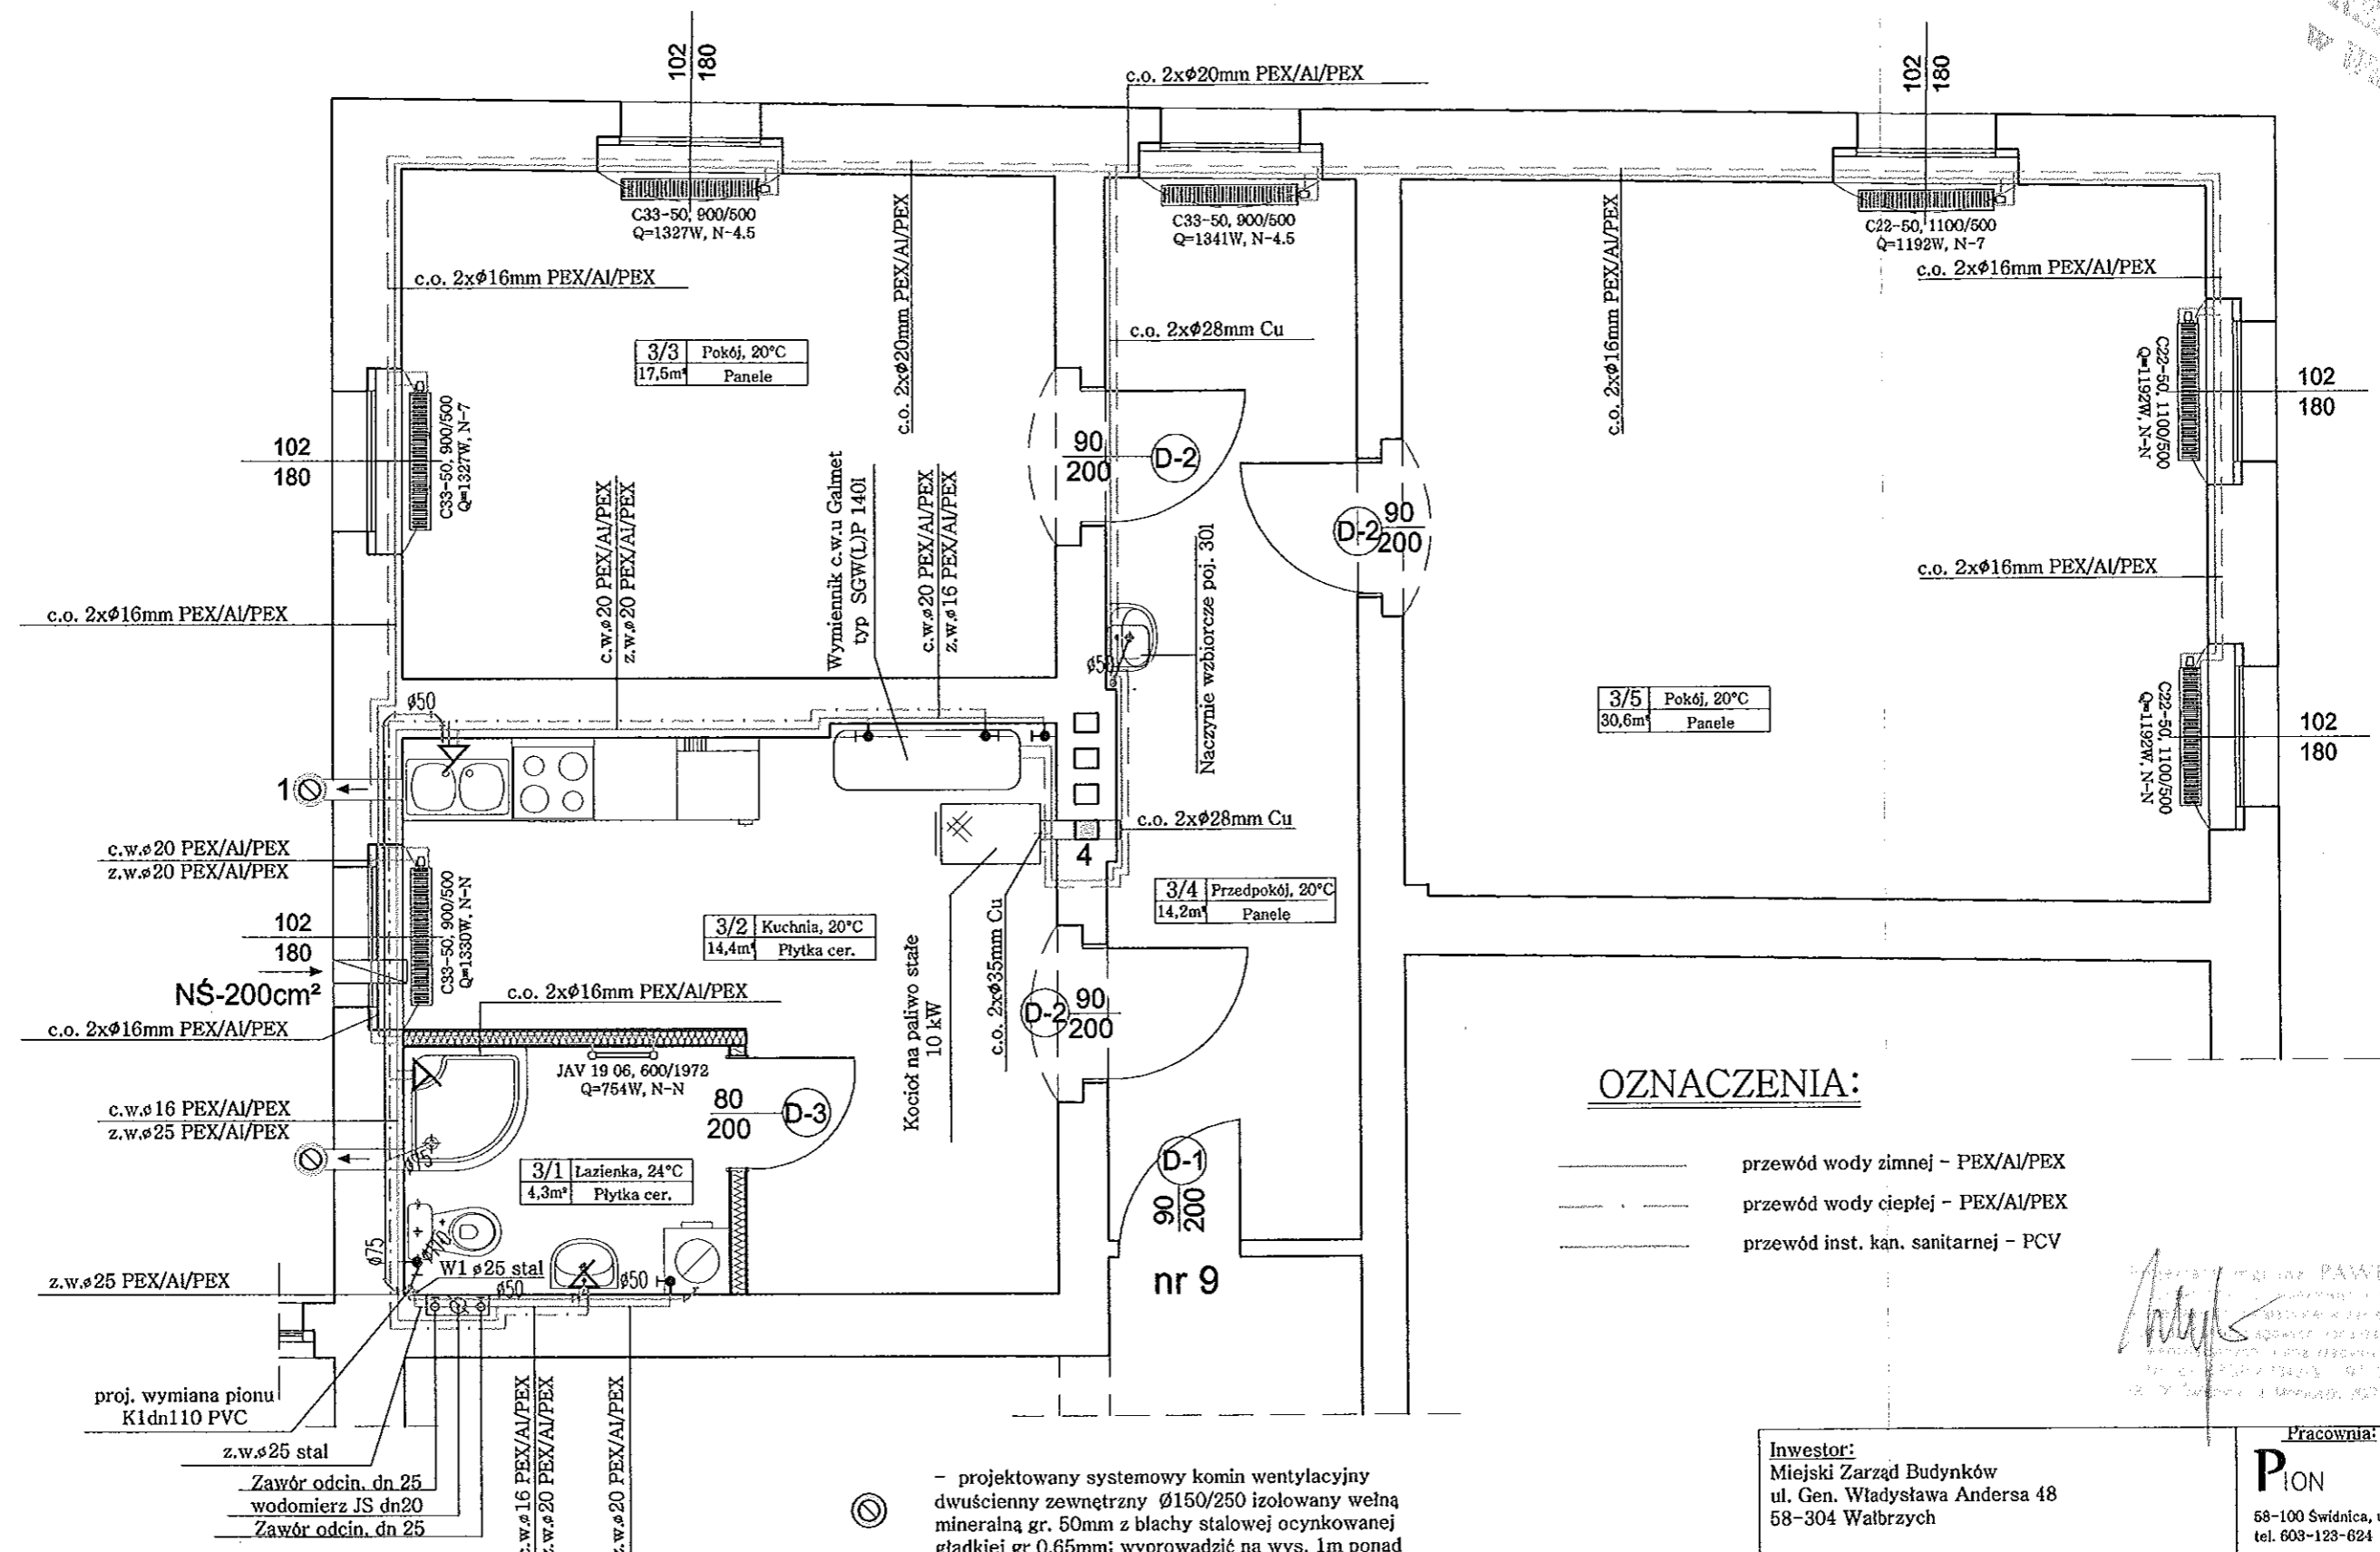 102
180
c.o. 2xø20mm PEX/Al/PEX
102
180
C33-50, 900/500
Q=1327W, N-4.5
C33-50, 900/500
Q=1341W, N-4.5
C22-50, 1100/500
Q=1192W, N-7
c.o. 2xø16mm PEX/Al/PEX
c.o. 2xø20mm PEX/Al/PEX
c.o. 2xø28mm Cu
c.o. 2xø16mm PEX/Al/PEX
c.o. 2xø16mm PEX/Al/PEX
3/3 Pokój, 20°C
17,5m² Panele
C22-50, 1100/500
Q=1192W, N-N
102
180
102
180
C33-50, 900/500
Q=1327W, N-7
90
200
D-2
D-2
90
200
c.w.ø20 PEX/Al/PEX
z.w.ø20 PEX/Al/PEX
Wymiennik c.w.u Galmet
typ SGW(L)P 140l
c.w.ø20 PEX/Al/PEX
z.w.ø16 PEX/Al/PEX
Naczynie wzbiorcze poj. 30l
c.o. 2xø16mm PEX/Al/PEX
c.o. 2xø16mm PEX/Al/PEX
ø50
ø50
3/5 Pokój, 20°C
30,6m² Panele
C22-50, 1100/500
Q=1192W, N-N
102
180
1
c.o. 2xø28mm Cu
4
c.w.ø20 PEX/Al/PEX
z.w.ø20 PEX/Al/PEX
102
180
NŚ-200cm²
C33-50, 900/500
Q=1330W, N-N
3/2 Kuchnia, 20°C
14,4m² Płytka cer.
3/4 Przedpokój, 20°C
14,2m² Panele
Kocioł na paliwo stałe
10 kW
c.o. 2xø35mm Cu
c.o. 2xø16mm PEX/Al/PEX
c.o. 2xø16mm PEX/Al/PEX
D-2
90
200
JAV 19 06, 600/1972
Q=754W, N-N
80
200
D-3
c.w.ø16 PEX/Al/PEX
z.w.ø25 PEX/Al/PEX
ø75
3/1 Łazienka, 24°C
4,3m² Płytka cer.
D-1
90
200
nr 9
ø75
W1 ø25 stal
ø50
ø50
z.w.ø25 PEX/Al/PEX
OZNACZENIA:
przewód wody zimnej - PEX/Al/PEX
przewód wody ciepłej - PEX/Al/PEX
przewód inst. kan. sanitarnej - PCV
proj. wymiana pionu
K1dn110 PVC
z.w.ø25 stal
Zawór odcin. dn 25
wodomierz JS dn20
Zawór odcin. dn 25
c.w.ø16 PEX/Al/PEX
z.w.ø20 PEX/Al/PEX
z.w.ø20 PEX/Al/PEX
- projektowany systemowy komin wentylacyjny
dwuścienny zewnętrzny Ø150/250 izolowany wełną
mineralną gr. 50mm z blachy stalowej ocynkowanej
gładkiej gr 0,65mm; wyprowadzić na wys. 1m ponad
Inwestor:
Miejski Zarząd Budynków
ul. Gen. Władysława Andersa 48
58-304 Wałbrzych
Pracownia:
PION
58-100 Świdnica, u
tel. 603-123-624